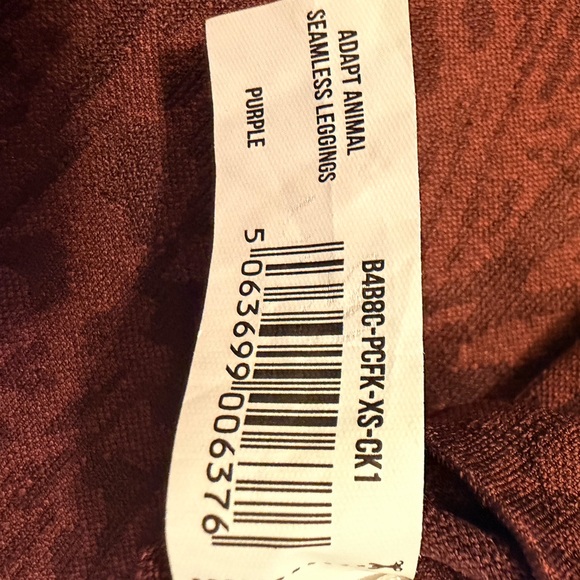 ADAPT ANIMAL
SEAMLESS LEGGINGS
PURPLE
B4B8C-PCFK-XS-CK1
5 063699 006376